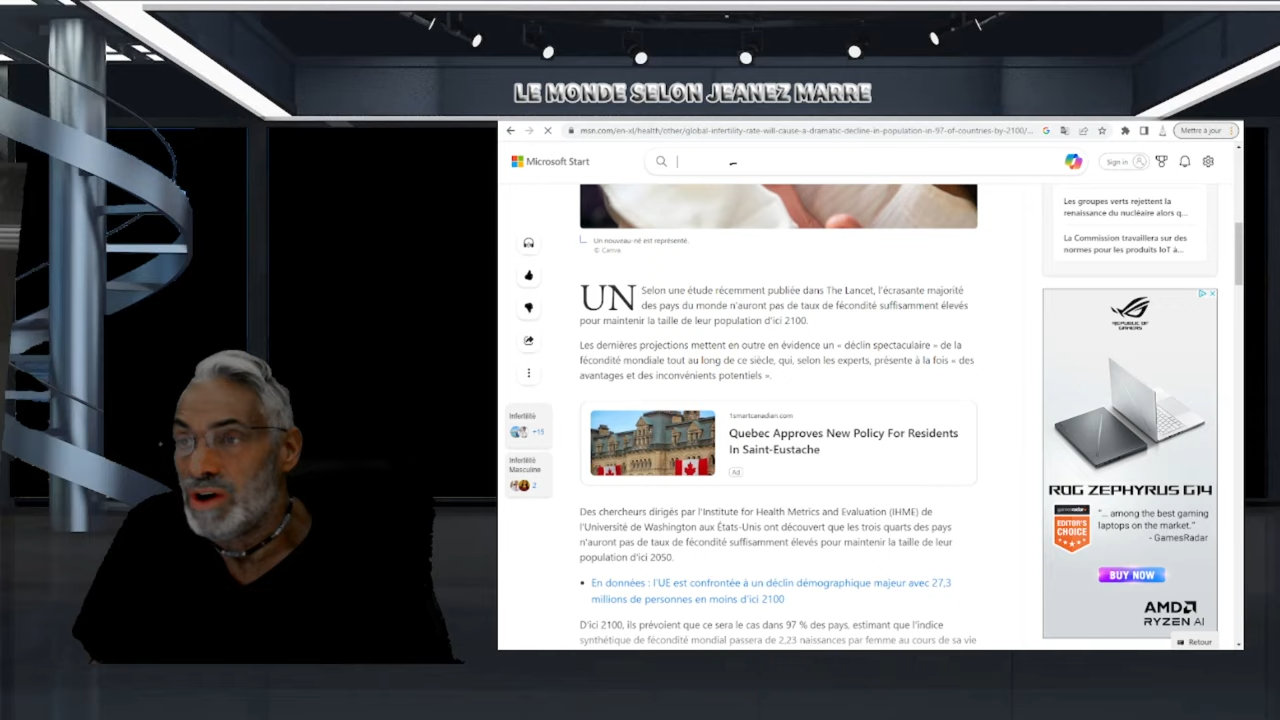 LE MONDE SELON JEANEZ MARRE
msn.com/en-xl/health/other/global-infertility-rate-will-cause-a-dramatic-decline-in-population-in-97-of-countries-by-2100/...
Mettre à jour
Microsoft Start
Sign in
Un nouveau-né est représenté.
© Canva
Les groupes verts rejettent la
renaissance du nucléaire alors q...
La Commission travaillera sur des
normes pour les produits IoT à...
UN Selon une étude récemment publiée dans The Lancet, l'écrasante majorité
des pays du monde n'auront pas de taux de fécondité suffisamment élevés
pour maintenir la taille de leur population d'ici 2100.
Les dernières projections mettent en outre en évidence un « déclin spectaculaire » de la
fécondité mondiale tout au long de ce siècle, qui, selon les experts, présente à la fois « des
avantages et des inconvénients potentiels ».
Infertilité
+15
Infertilité
Masculine
2
1smartcanadian.com
Quebec Approves New Policy For Residents
In Saint-Eustache
Ad
Des chercheurs dirigés par l'Institute for Health Metrics and Evaluation (IHME) de
l'Université de Washington aux États-Unis ont découvert que les trois quarts des pays
n'auront pas de taux de fécondité suffisamment élevés pour maintenir la taille de leur
population d'ici 2050.
• En données : l'UE est confrontée à un déclin démographique majeur avec 27,3
millions de personnes en moins d'ici 2100
D'ici 2100, ils prévoient que ce sera le cas dans 97 % des pays, estimant que l'indice
synthétique de fécondité mondial passera de 2,23 naissances par femme au cours de sa vie
REPUBLIC OF
GAMERS
ROG ZEPHYRUS G14
gamesradar+
EDITOR'S
CHOICE
"... among the best gaming
laptops on the market."
- GamesRadar
BUY NOW
AMD
RYZEN AI
Retour